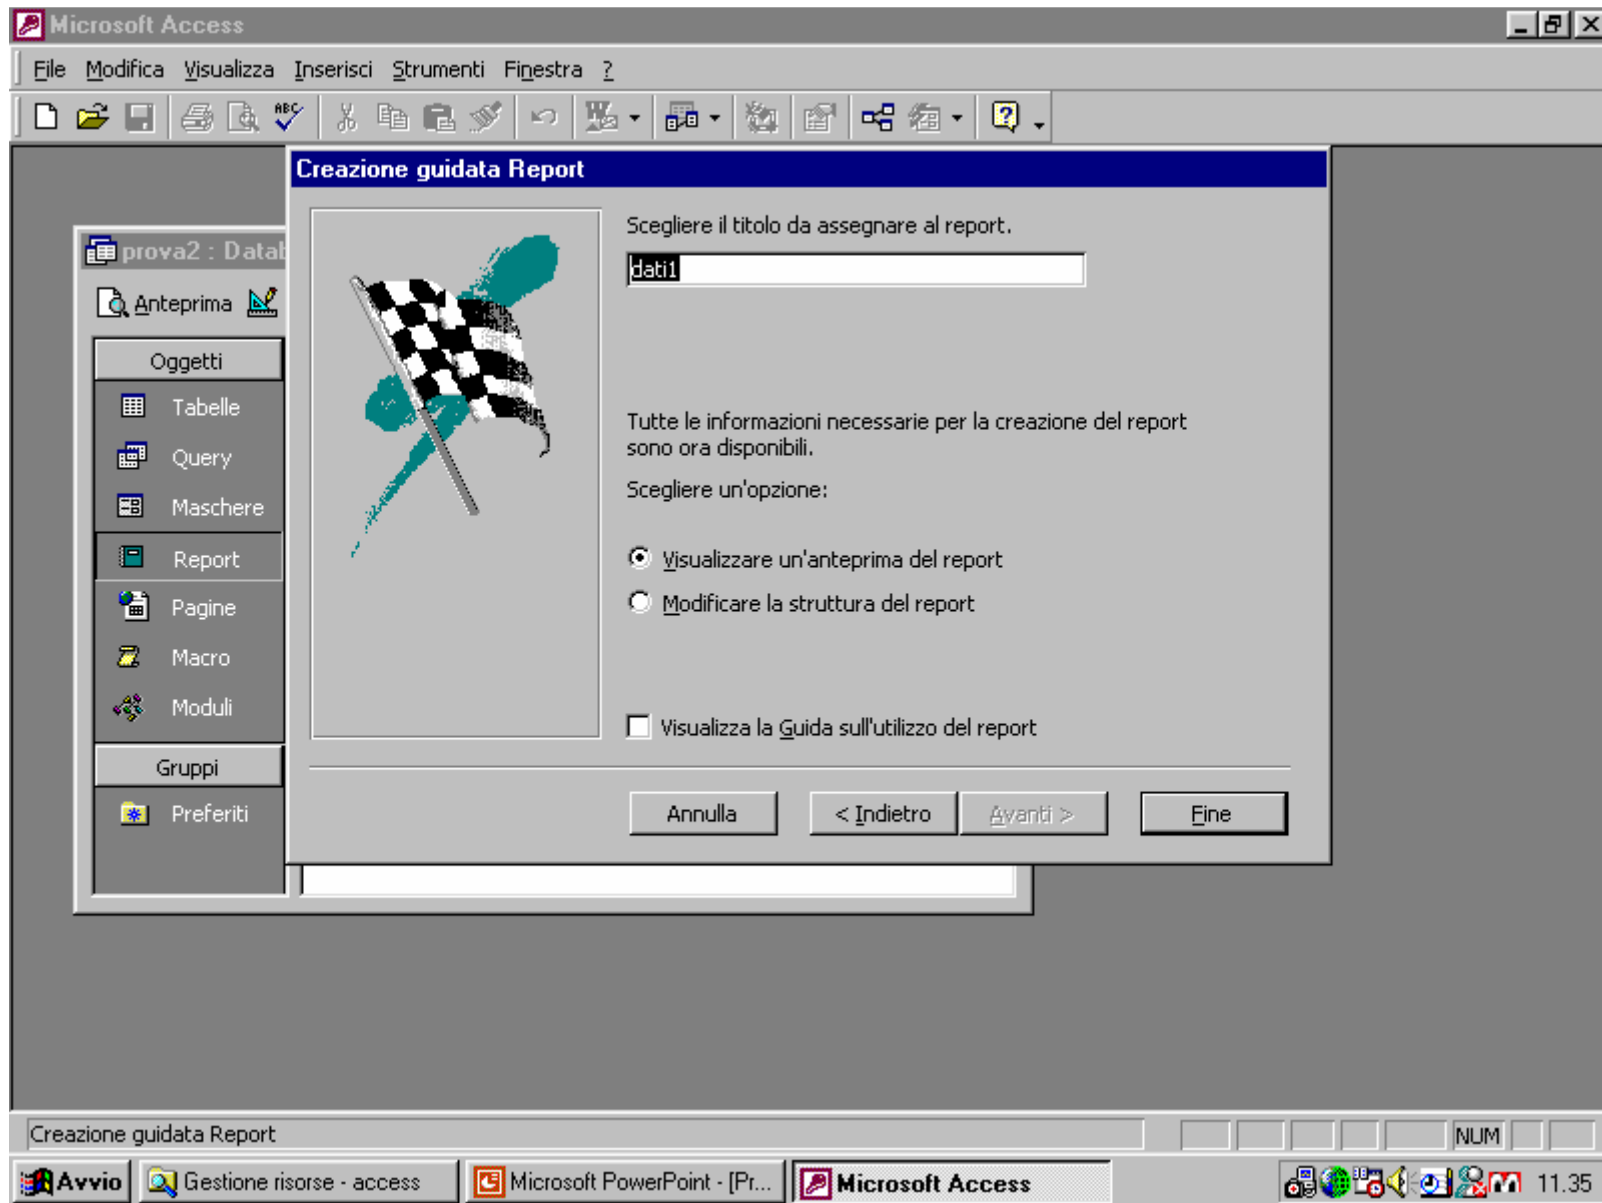 Microsoft Access
File Modifica Visualizza Inserisci Strumenti Finestra ?
ABC
Creazione guidata Report
Scegliere il titolo da assegnare al report.
dati1
prova2 : Datab
Anteprima
Oggetti
Tabelle
Query
Maschere
Report
Pagine
Macro
Moduli
Gruppi
Preferiti
Tutte le informazioni necessarie per la creazione del report
sono ora disponibili.
Scegliere un'opzione:
Visualizzare un'anteprima del report
Modificare la struttura del report
Visualizza la Guida sull'utilizzo del report
Annulla
< Indietro
Avanti >
Fine
Creazione guidata Report
NUM
Avvio
Gestione risorse - access
Microsoft PowerPoint - [Pr...
Microsoft Access
11.35